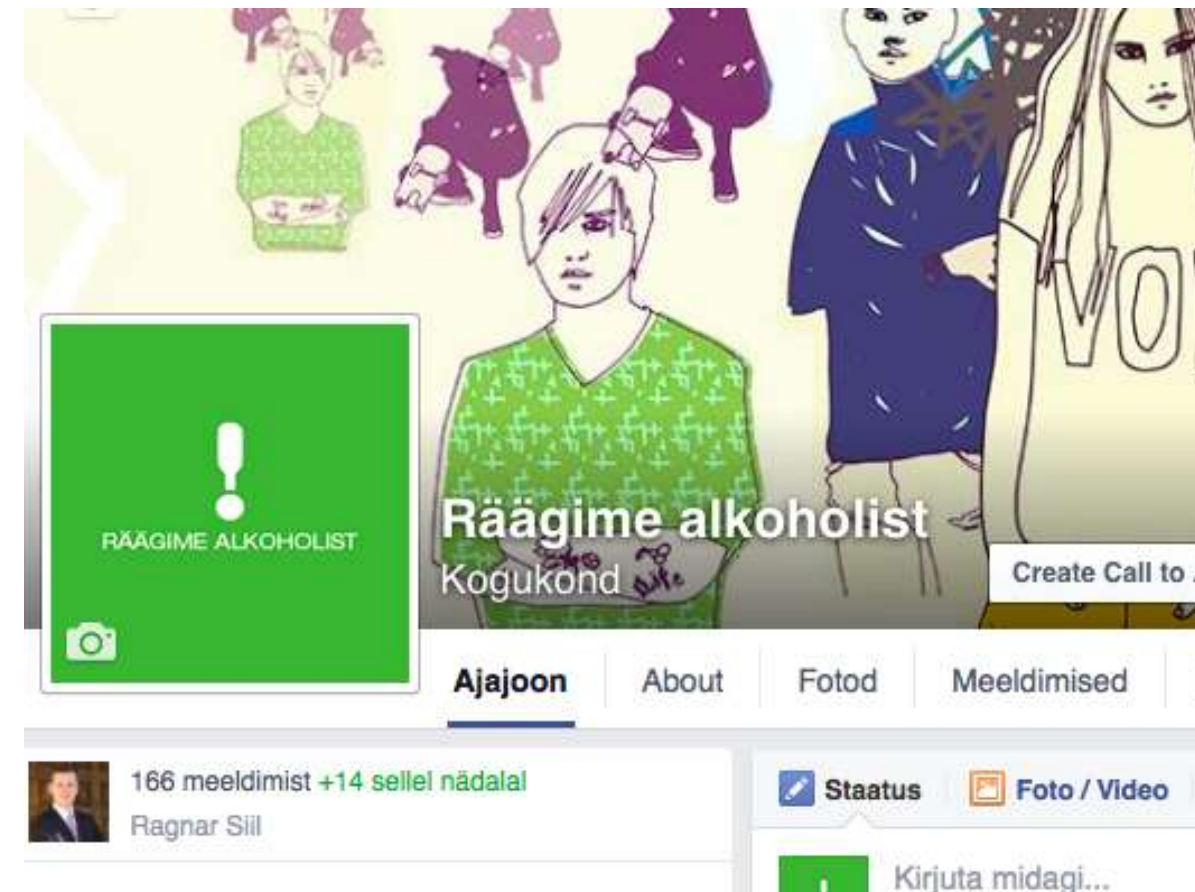 RÄÄGIME ALKOHOLIST
Räägime alkoholist
Kogukond
VO
Create Call to
Ajajoon
About
Fotod
Meeldimised
166 meeldimist +14 sellel nädalal
Ragnar Siil
Staatus
Foto / Video
Kirjuta midagi...